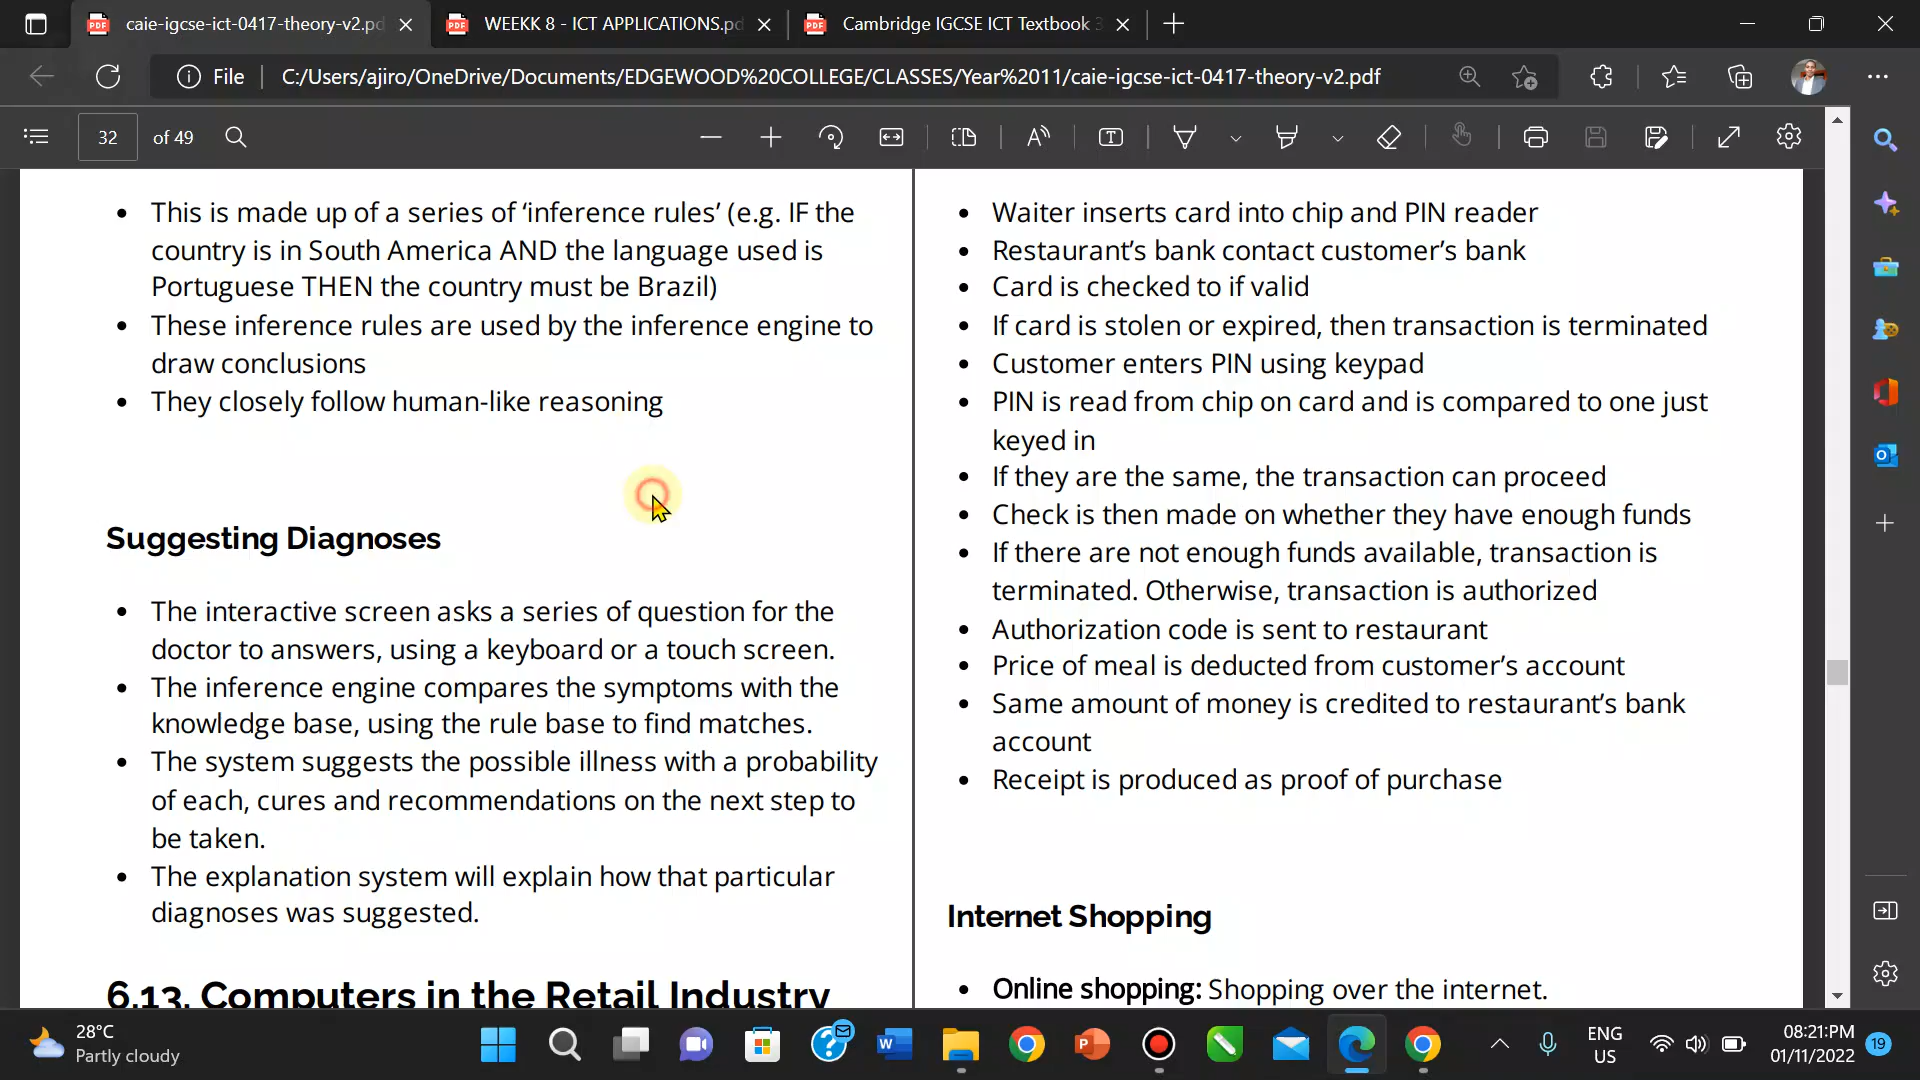 caie-igcse-ict-0417-theory-v2.pd
WEEKK 8 - ICT APPLICATIONS.pd
Cambridge IGCSE ICT Textbook 3
File
C:/Users/ajiro/OneDrive/Documents/EDGEWOOD%20COLLEGE/CLASSES/Year%2011/caie-igcse-ict-0417-theory-v2.pdf
32 of 49
• This is made up of a series of ‘inference rules’ (e.g. IF the
country is in South America AND the language used is
Portuguese THEN the country must be Brazil)
• These inference rules are used by the inference engine to
draw conclusions
• They closely follow human-like reasoning
Suggesting Diagnoses
• The interactive screen asks a series of question for the
doctor to answers, using a keyboard or a touch screen.
• The inference engine compares the symptoms with the
knowledge base, using the rule base to find matches.
• The system suggests the possible illness with a probability
of each, cures and recommendations on the next step to
be taken.
• The explanation system will explain how that particular
diagnoses was suggested.
6.13. Computers in the Retail Industry
• Waiter inserts card into chip and PIN reader
• Restaurant’s bank contact customer’s bank
• Card is checked to if valid
• If card is stolen or expired, then transaction is terminated
• Customer enters PIN using keypad
• PIN is read from chip on card and is compared to one just
keyed in
• If they are the same, the transaction can proceed
• Check is then made on whether they have enough funds
• If there are not enough funds available, transaction is
terminated. Otherwise, transaction is authorized
• Authorization code is sent to restaurant
• Price of meal is deducted from customer’s account
• Same amount of money is credited to restaurant’s bank
account
• Receipt is produced as proof of purchase
Internet Shopping
• Online shopping: Shopping over the internet.
28°C
Partly cloudy
ENG
US
08:21:PM
01/11/2022
19